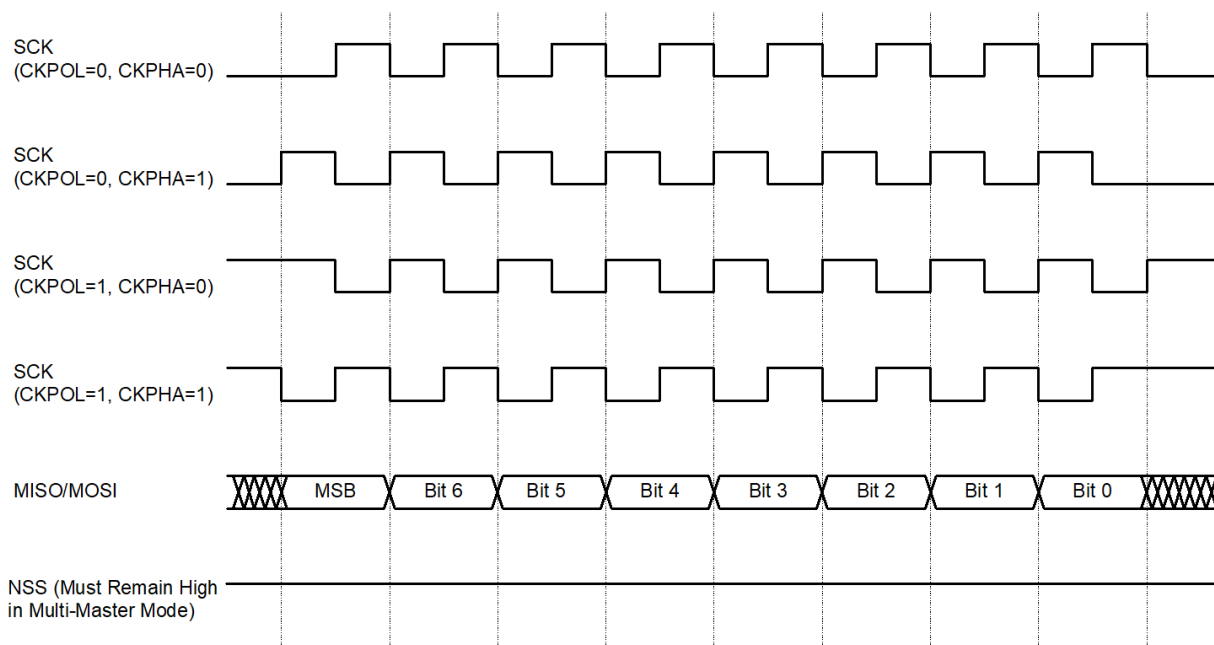 SCK
(CKPOL=0, CKPHA=0)
SCK
(CKPOL=0, CKPHA=1)
SCK
(CKPOL=1, CKPHA=0)
SCK
(CKPOL=1, CKPHA=1)
MISO/MOSI
MSB
Bit 6
Bit 5
Bit 4
Bit 3
Bit 2
Bit 1
Bit 0
NSS (Must Remain High
in Multi-Master Mode)